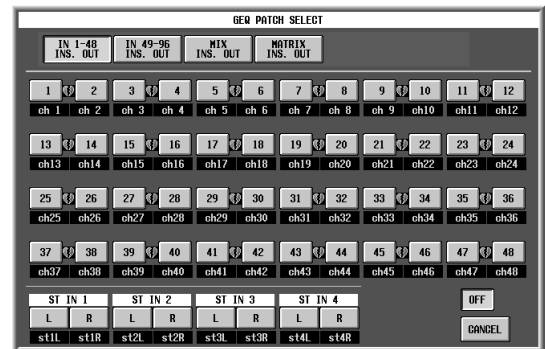 GEQ PATCH SELECT
IN 1-48 IN 49-96 MIX MATRIX
INS. OUT INS. OUT INS. OUT INS. OUT
1 2 3 4 5 6 7 8 9 10 11 12
ch 1 ch 2 ch 3 ch 4 ch 5 ch 6 ch 7 ch 8 ch 9 ch10 ch11 ch12
13 14 15 16 17 18 19 20 21 22 23 24
ch13 ch14 ch15 ch16 ch17 ch18 ch19 ch20 ch21 ch22 ch23 ch24
25 26 27 28 29 30 31 32 33 34 35 36
ch25 ch26 ch27 ch28 ch29 ch30 ch31 ch32 ch33 ch34 ch35 ch36
37 38 39 40 41 42 43 44 45 46 47 48
ch37 ch38 ch39 ch40 ch41 ch42 ch43 ch44 ch45 ch46 ch47 ch48
ST IN 1 ST IN 2 ST IN 3 ST IN 4 OFF
L R L R L R L R
st1L st1R st2L st2R st3L st3R st4L st4R
CANCEL